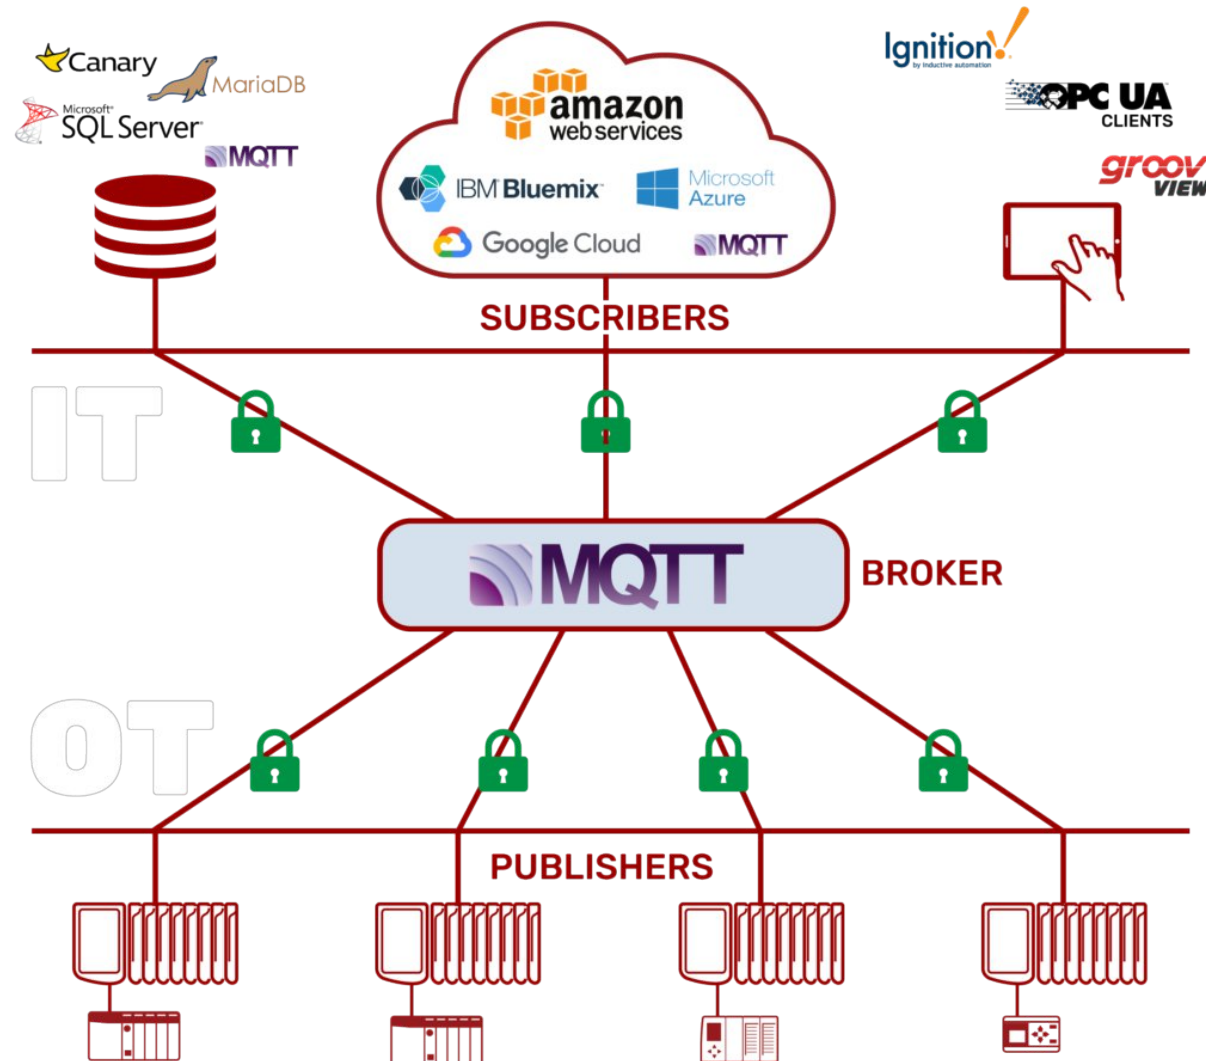 Canary
MariaDB
Microsoft®
SQL Server®
MQTT
amazon
web services
IBM Bluemix™
Microsoft
Azure
Google Cloud
MQTT
Ignition!
by inductive automation
OPC UA
CLIENTS
groov
VIEW
SUBSCRIBERS
IT
MQTT
BROKER
OT
PUBLISHERS